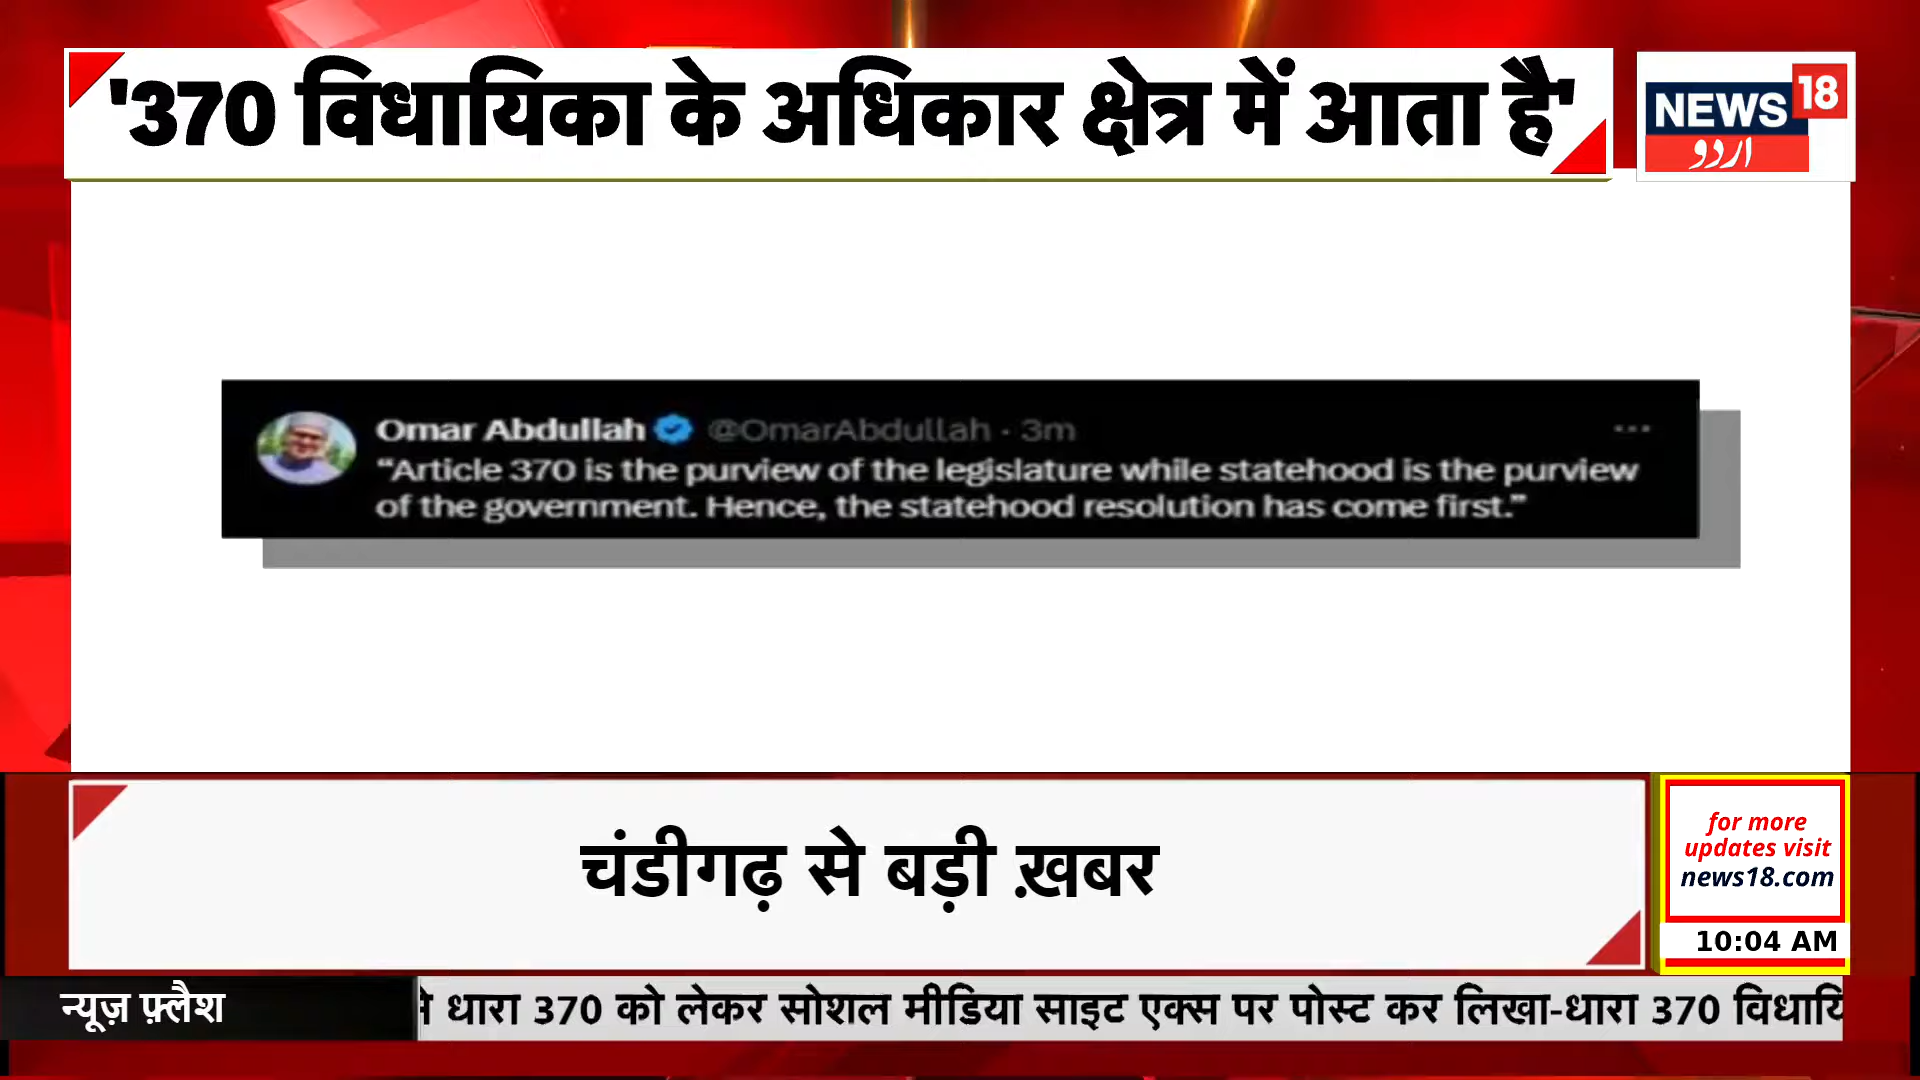 '370 विधायिका के अधिकार क्षेत्र में आता है'
NEWS 18
اردو
Omar Abdullah @OmarAbdullah · 3m
“Article 370 is the purview of the legislature while statehood is the purview
of the government. Hence, the statehood resolution has come first.”
चंडीगढ़ से बड़ी ख़बर
for more
updates visit
news18.com
10:04 AM
न्यूज़ फ़्लैश
धारा 370 को लेकर सोशल मीडिया साइट एक्स पर पोस्ट कर लिखा-धारा 370